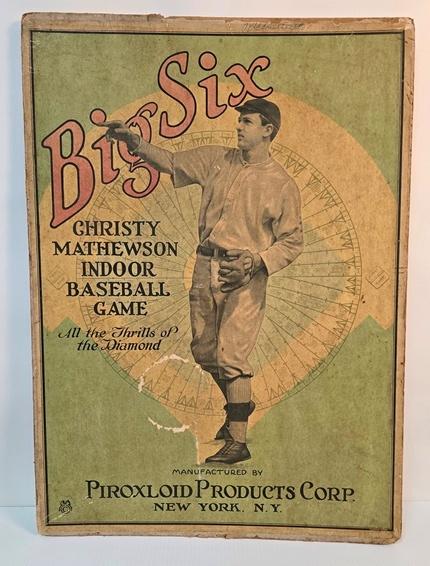 Big Six
CHRISTY
MATHEWSON
INDOOR
BASEBALL
GAME
All the Thrills of
the Diamond
MANUFACTURED BY
PIROXLOID PRODUCTS CORP.
NEW YORK, N.Y.